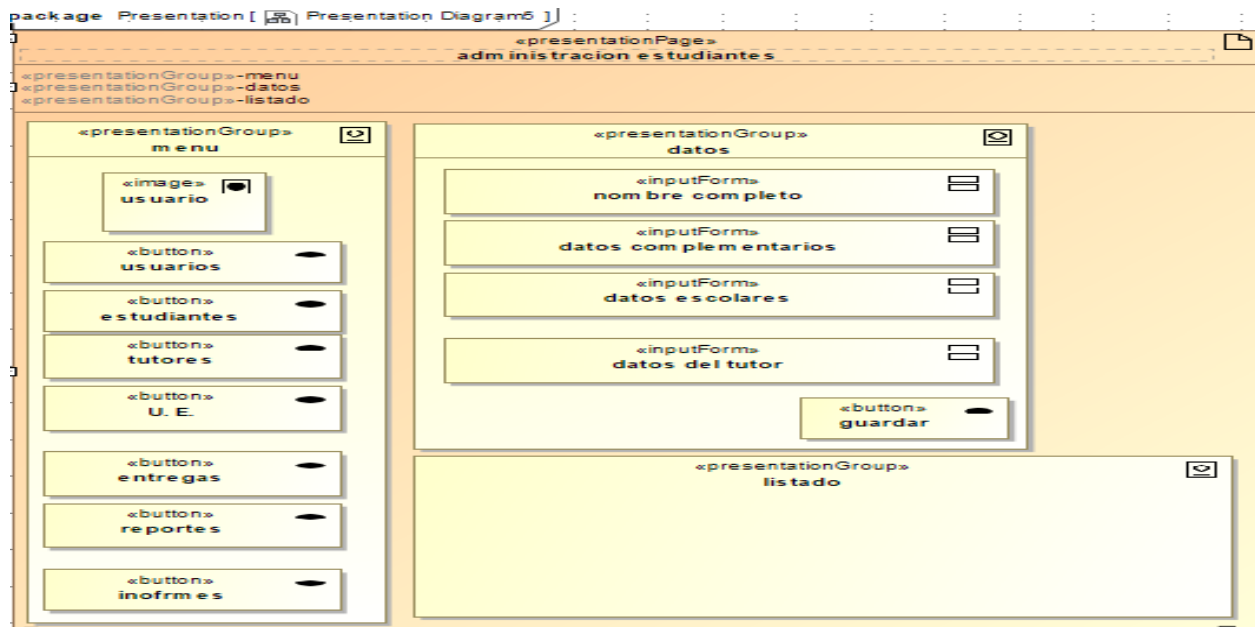 package Presentation [ Presentation Diagram5 ]
«presentationPage»
administracion estudiantes
«presentationGroup»-menu
«presentationGroup»-datos
«presentationGroup»-listado
«presentationGroup»
menu
«image»
usuario
«button»
usuarios
«button»
estudiantes
«button»
tutores
«button»
U. E.
«button»
entregas
«button»
reportes
«button»
inofrmes
«presentationGroup»
datos
«inputForm»
nombre completo
«inputForm»
datos complementarios
«inputForm»
datos escolares
«inputForm»
datos del tutor
«button»
guardar
«presentationGroup»
listado